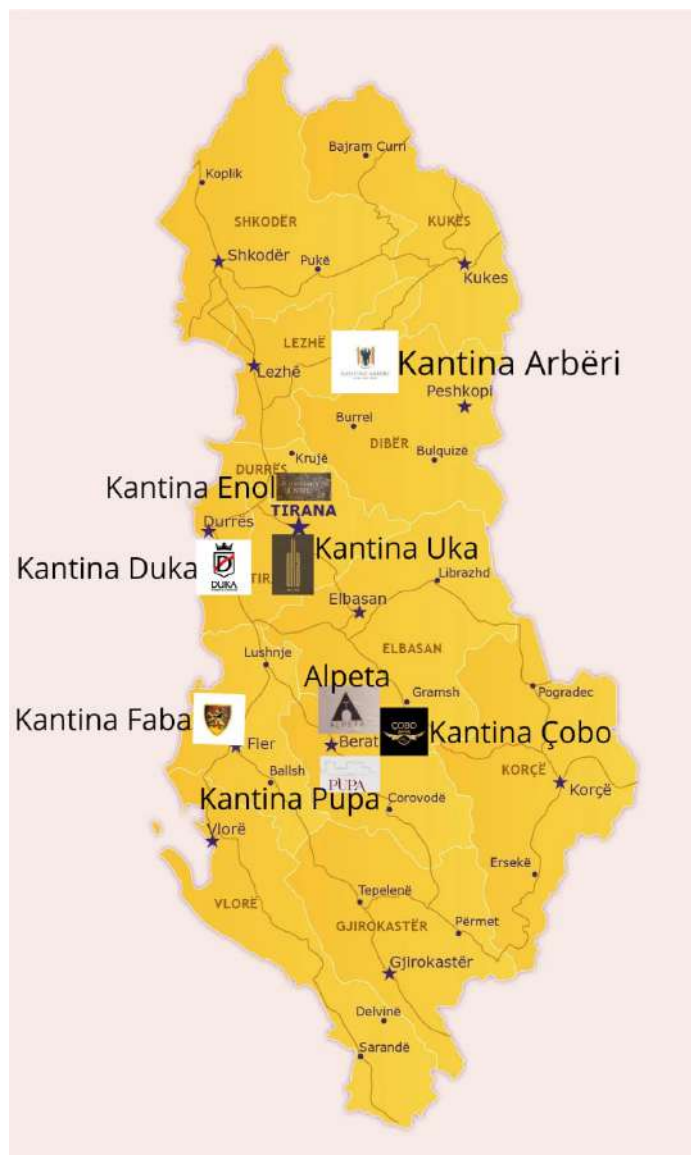 Bajram Curri
Koplik
SHKODËR
KUKËS
Shkodër
Pukë
Kukes
LEZHË
Kantina Arbëri
Lezhë
Peshkopi
Burrel
DIBËR
Bulquizë
Krujë
DURRËS
Kantina Enol
TIRANA
Durrës
Kantina Uka
Kantina Duka
DUKA
TIR
Librazhd
Elbasan
ELBASAN
Lushnje
Alpeta
Gramsh
Pogradec
ALPETA
Kantina Faba
ÇOBO
Kantina Çobo
Fier
Berat
KORÇË
Ballsh
PUPA
Korçë
Kantina Pupa
Corovodë
Vlorë
Ersekë
Tepelenë
VLORË
GJIROKASTËR
Përmet
Gjirokastër
Delvinë
Sarandë